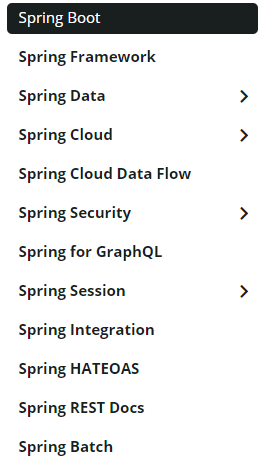 Spring Boot
Spring Framework
Spring Data
Spring Cloud
Spring Cloud Data Flow
Spring Security
Spring for GraphQL
Spring Session
Spring Integration
Spring HATEOAS
Spring REST Docs
Spring Batch